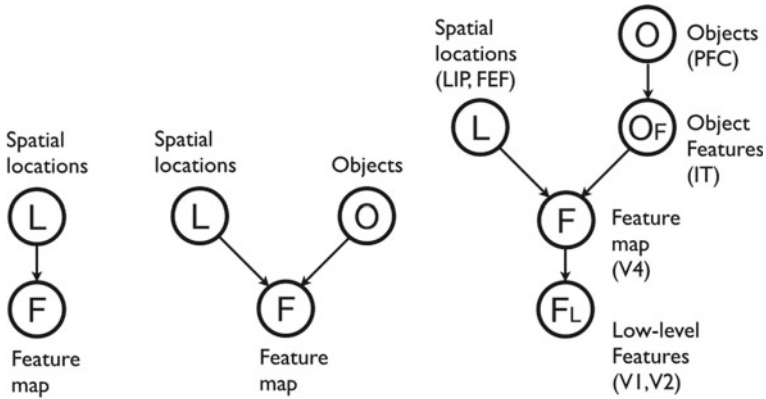 Spatial
locations
L
F
Feature
map
Spatial
locations
Objects
L
O
F
Feature
map
Spatial
locations
(LIP, FEF)
O
Objects
(PFC)
L
OF
Object
Features
(IT)
F
Feature
map
(V4)
FL
Low-level
Features
(V1,V2)